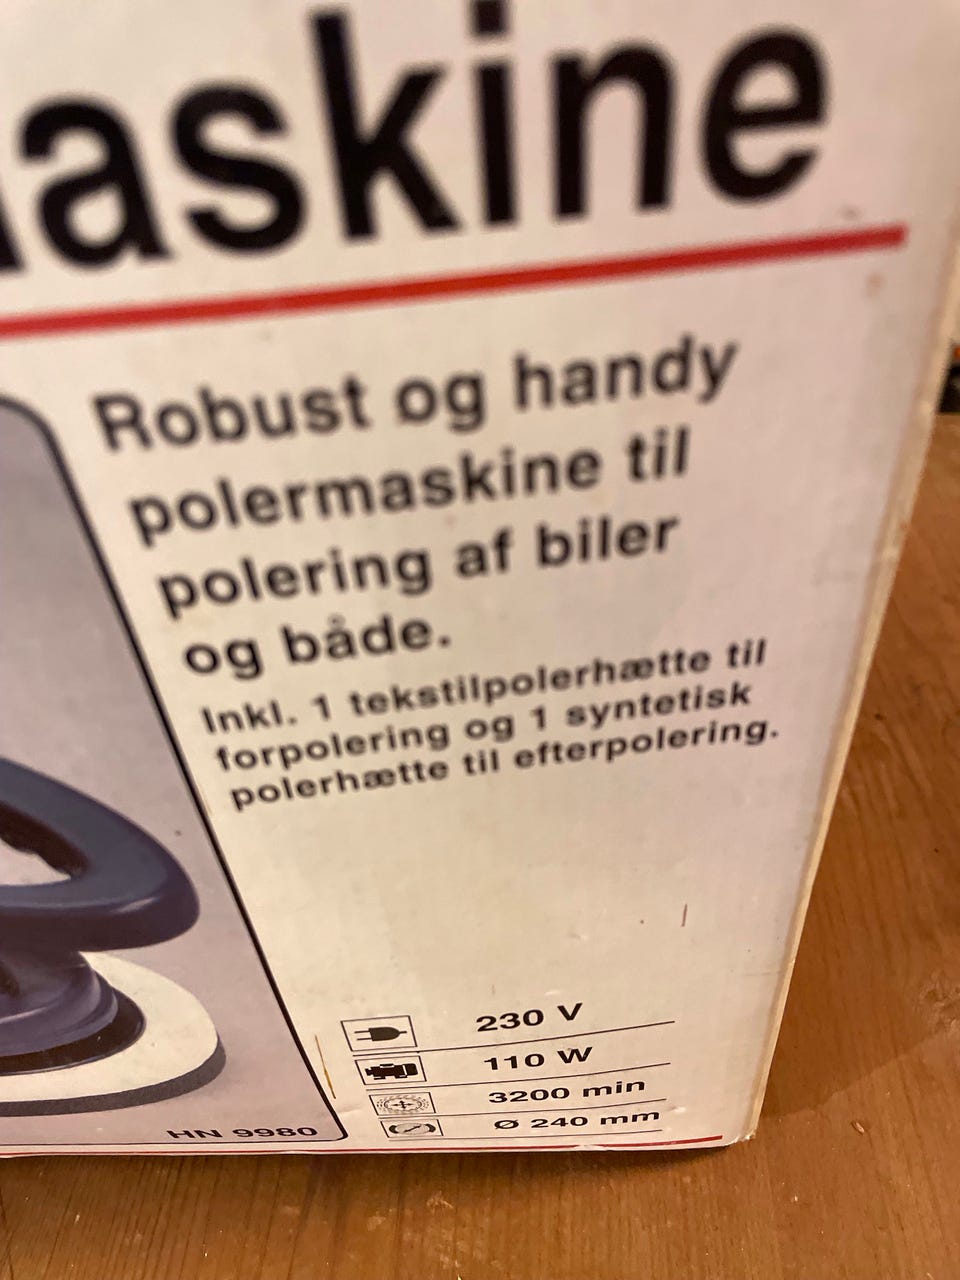 maskine
Robust og handy
polermaskine til
polering af biler
og både.
Inkl. 1 tekstilpolerhætte til
forpolering og 1 syntetisk
polerhætte til efterpolering.
230 V
110 W
3200 min
Ø 240 mm
HN 9980